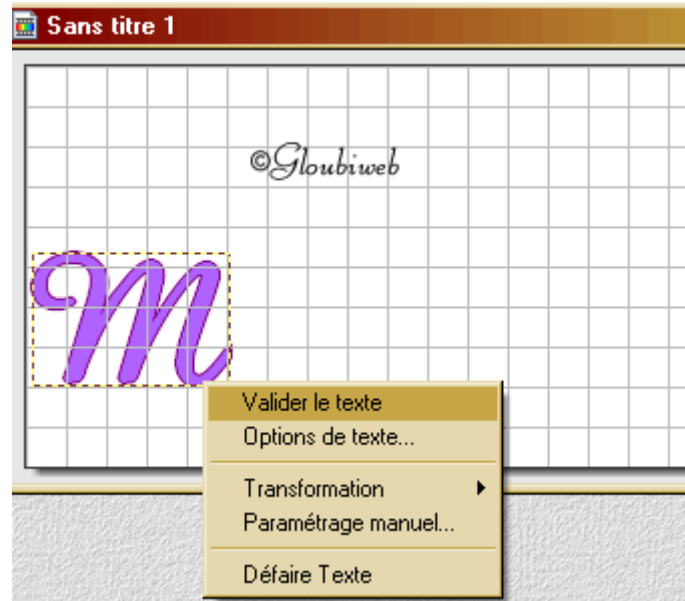 Sans titre 1
©Gloubiweb
M
Valider le texte
Options de texte...
Transformation
Paramétrage manuel...
Défaire Texte